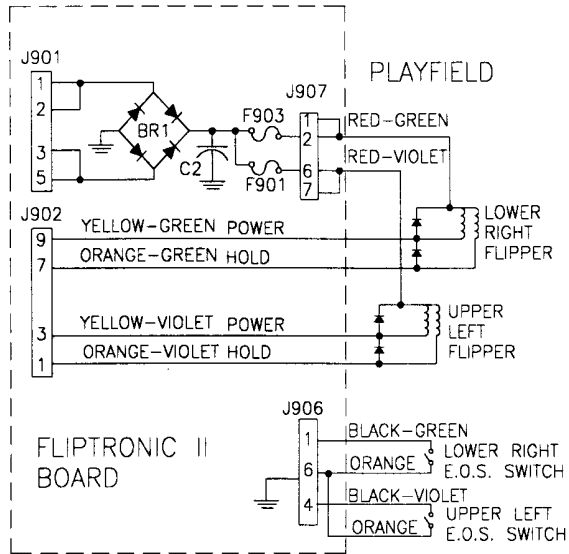 J901
1
2
3
5
BR1
C2
F903
F901
J907
1
2
6
7
PLAYFIELD
RED-GREEN
RED-VIOLET
J902
9
7
3
1
YELLOW-GREEN POWER
ORANGE-GREEN HOLD
LOWER
RIGHT
FLIPPER
YELLOW-VIOLET POWER
ORANGE-VIOLET HOLD
UPPER
LEFT
FLIPPER
J906
1
6
4
BLACK-GREEN
ORANGE
LOWER RIGHT
E.O.S. SWITCH
BLACK-VIOLET
ORANGE
UPPER LEFT
E.O.S. SWITCH
FLIPTRONIC II
BOARD